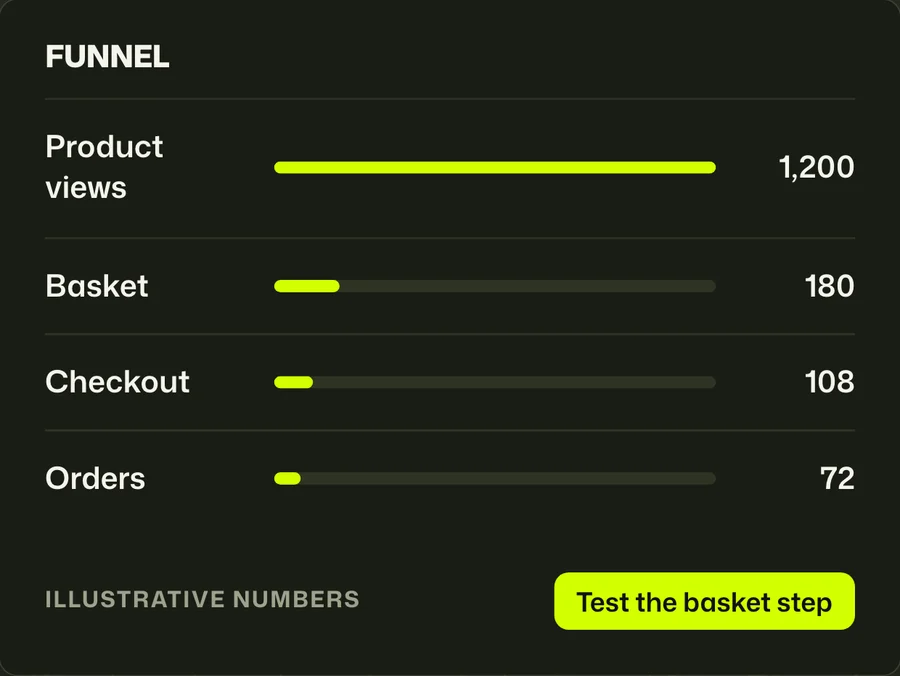 FUNNEL
Product
views
1,200
Basket
180
Checkout
108
Orders
72
ILLUSTRATIVE NUMBERS
Test the basket step